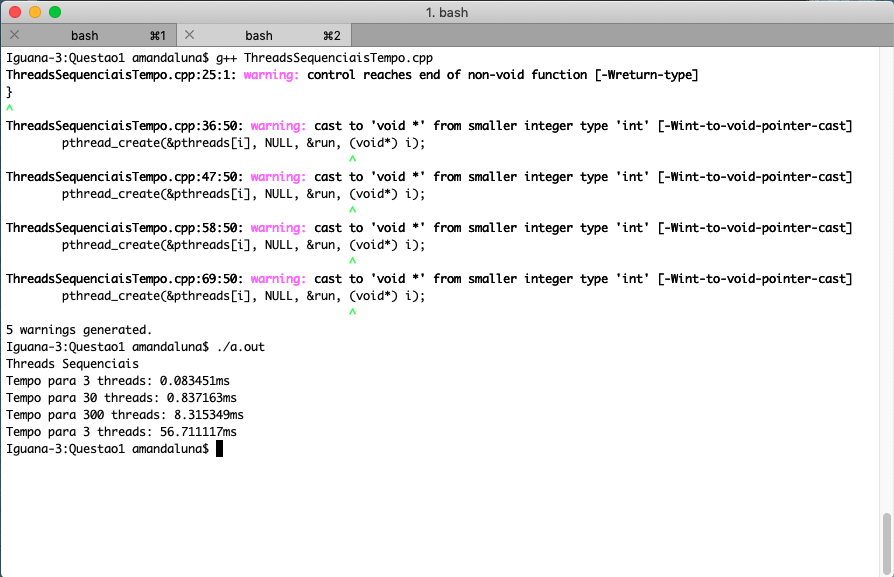 1. bash
bash ⌘1 bash ⌘2
Iguana-3:Questao1 amandaluna$ g++ ThreadsSequenciaisTempo.cpp
ThreadsSequenciaisTempo.cpp:25:1: warning: control reaches end of non-void function [-Wreturn-type]
}
^
ThreadsSequenciaisTempo.cpp:36:50: warning: cast to 'void *' from smaller integer type 'int' [-Wint-to-void-pointer-cast]
        pthread_create(&pthreads[i], NULL, &run, (void*) i);
                                                 ^
ThreadsSequenciaisTempo.cpp:47:50: warning: cast to 'void *' from smaller integer type 'int' [-Wint-to-void-pointer-cast]
        pthread_create(&pthreads[i], NULL, &run, (void*) i);
                                                 ^
ThreadsSequenciaisTempo.cpp:58:50: warning: cast to 'void *' from smaller integer type 'int' [-Wint-to-void-pointer-cast]
        pthread_create(&pthreads[i], NULL, &run, (void*) i);
                                                 ^
ThreadsSequenciaisTempo.cpp:69:50: warning: cast to 'void *' from smaller integer type 'int' [-Wint-to-void-pointer-cast]
        pthread_create(&pthreads[i], NULL, &run, (void*) i);
                                                 ^
5 warnings generated.
Iguana-3:Questao1 amandaluna$ ./a.out
Threads Sequenciais
Tempo para 3 threads: 0.083451ms
Tempo para 30 threads: 0.837163ms
Tempo para 300 threads: 8.315349ms
Tempo para 3 threads: 56.711117ms
Iguana-3:Questao1 amandaluna$